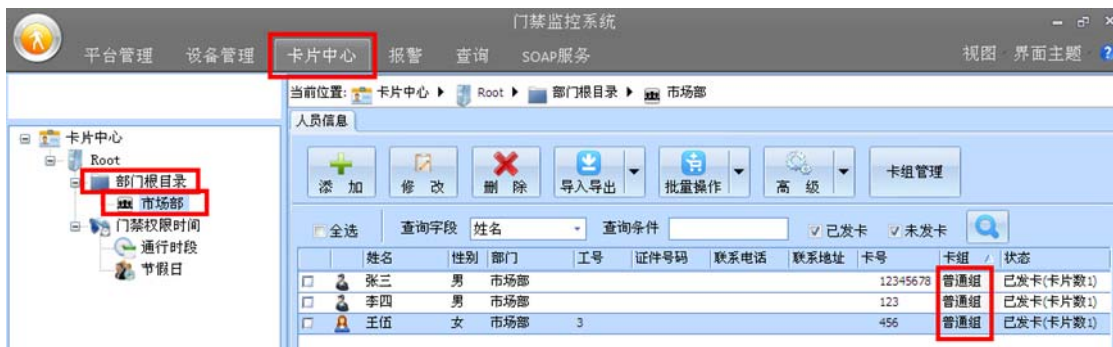 门禁监控系统
平台管理 设备管理 卡片中心 报警 查询 SOAP服务 视图 界面主题
当前位置: 卡片中心 Root 部门根目录 市场部
人员信息
卡片中心
Root
部门根目录
市场部
门禁权限时间
通行时段
节假日
添 加 修 改 删 除 导入导出 批量操作 高 级 卡组管理
全选 查询字段 姓名 查询条件 已发卡 未发卡
姓名 性别 部门 工号 证件号码 联系电话 联系地址 卡号 卡组 状态
张三 男 市场部 12345678 普通组 已发卡(卡片数1)
李四 男 市场部 123 普通组 已发卡(卡片数1)
王伍 女 市场部 3 456 普通组 已发卡(卡片数1)